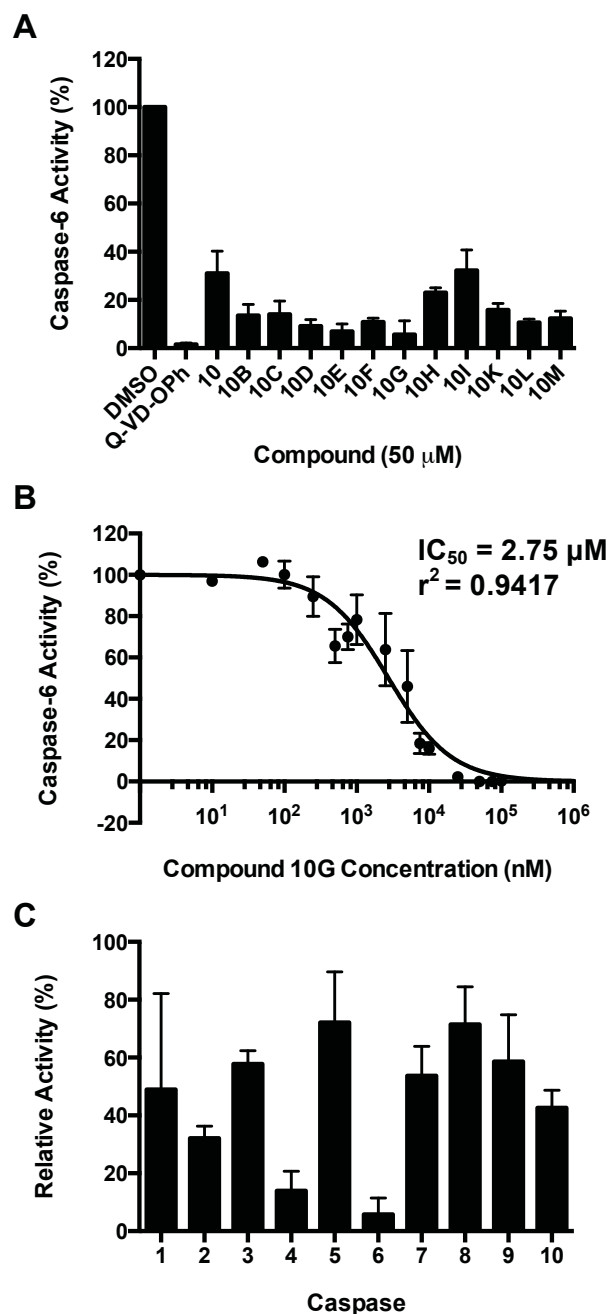 A
Caspase-6 Activity (%)
120
100
80
60
40
20
0
DMSO
Q-VD-OPh
10
10B
10C
10D
10E
10F
10G
10H
10I
10K
10L
10M
Compound (50 μM)
B
Caspase-6 Activity (%)
120
100
80
60
40
20
0
-20
IC₅₀ = 2.75 µM
r² = 0.9417
10¹ 10² 10³ 10⁴ 10⁵ 10⁶
Compound 10G Concentration (nM)
C
Relative Activity (%)
100
80
60
40
20
0
1 2 3 4 5 6 7 8 9 10
Caspase